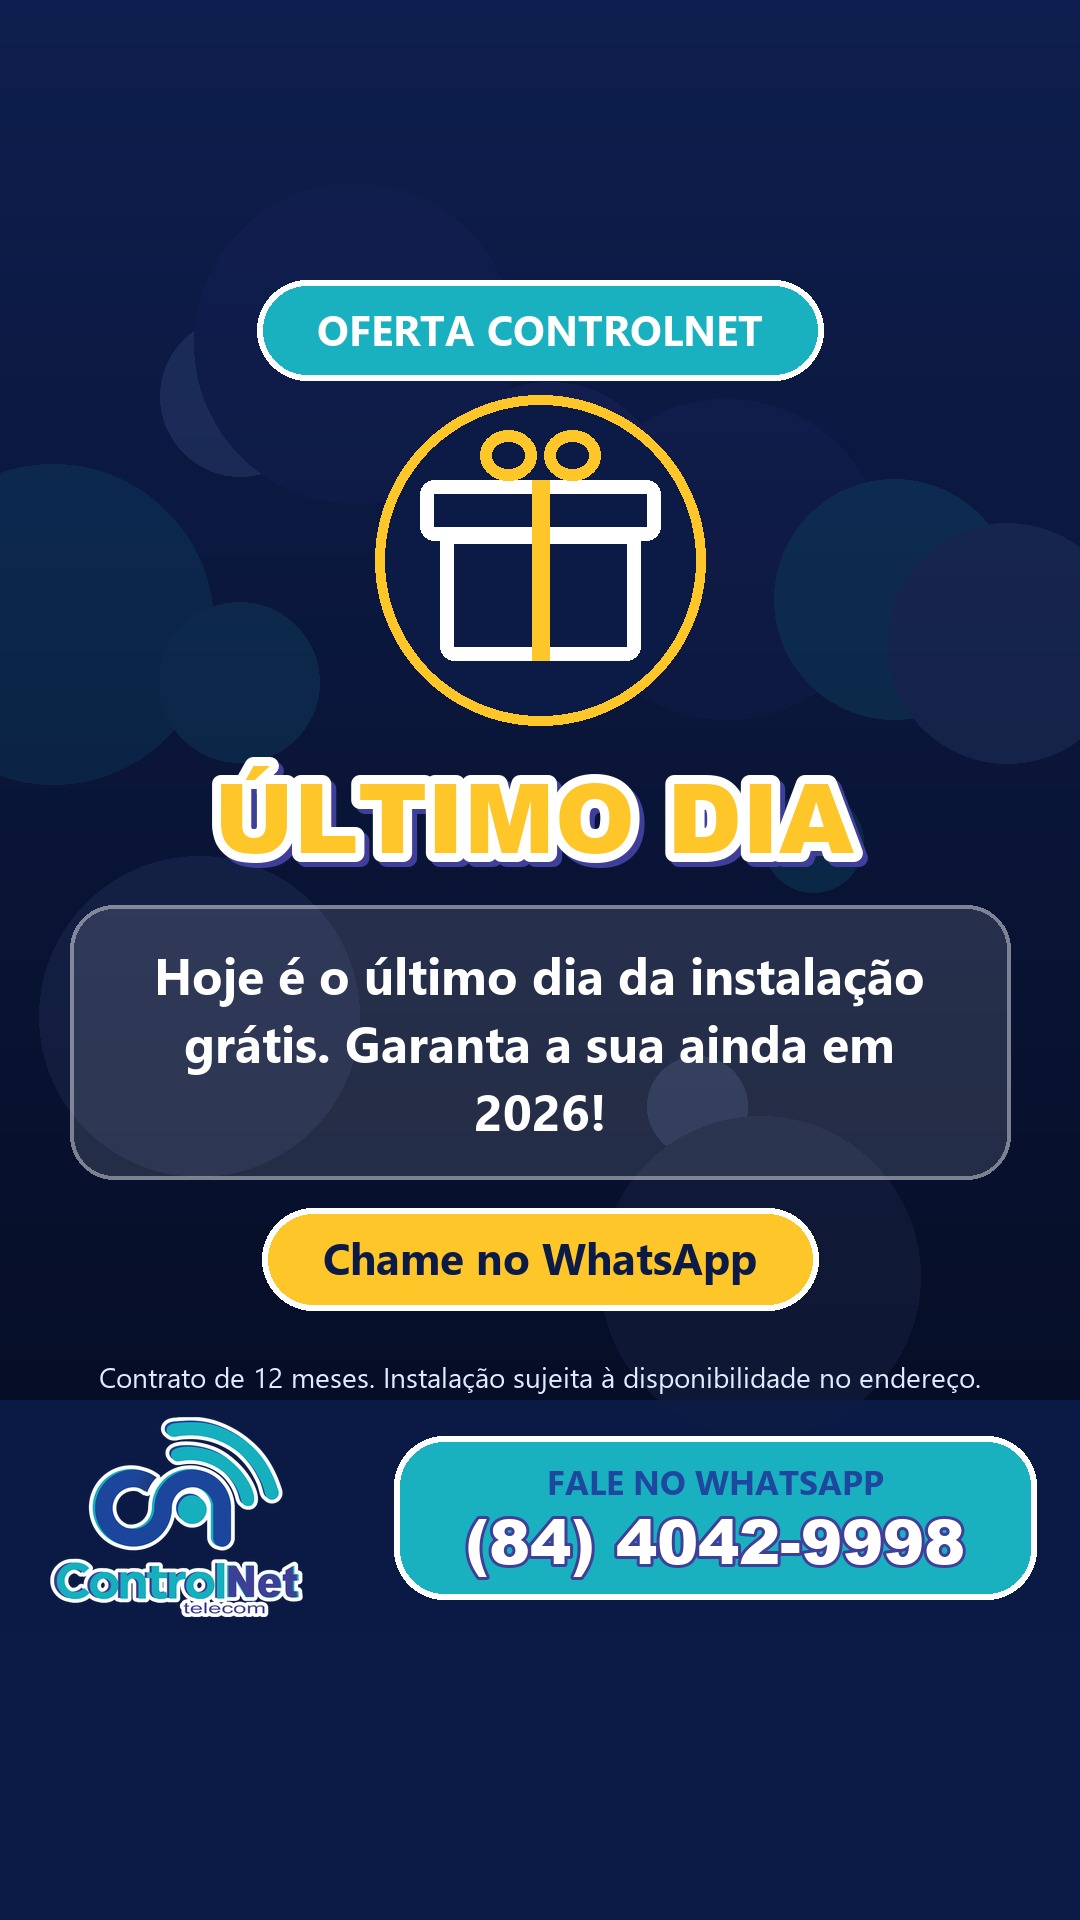 OFERTA CONTROLNET
ÚLTIMO DIA
Hoje é o último dia da instalação
grátis. Garanta a sua ainda em
2026!
Chame no WhatsApp
Contrato de 12 meses. Instalação sujeita à disponibilidade no endereço.
FALE NO WHATSAPP
(84) 4042-9998
ControlNet
telecom